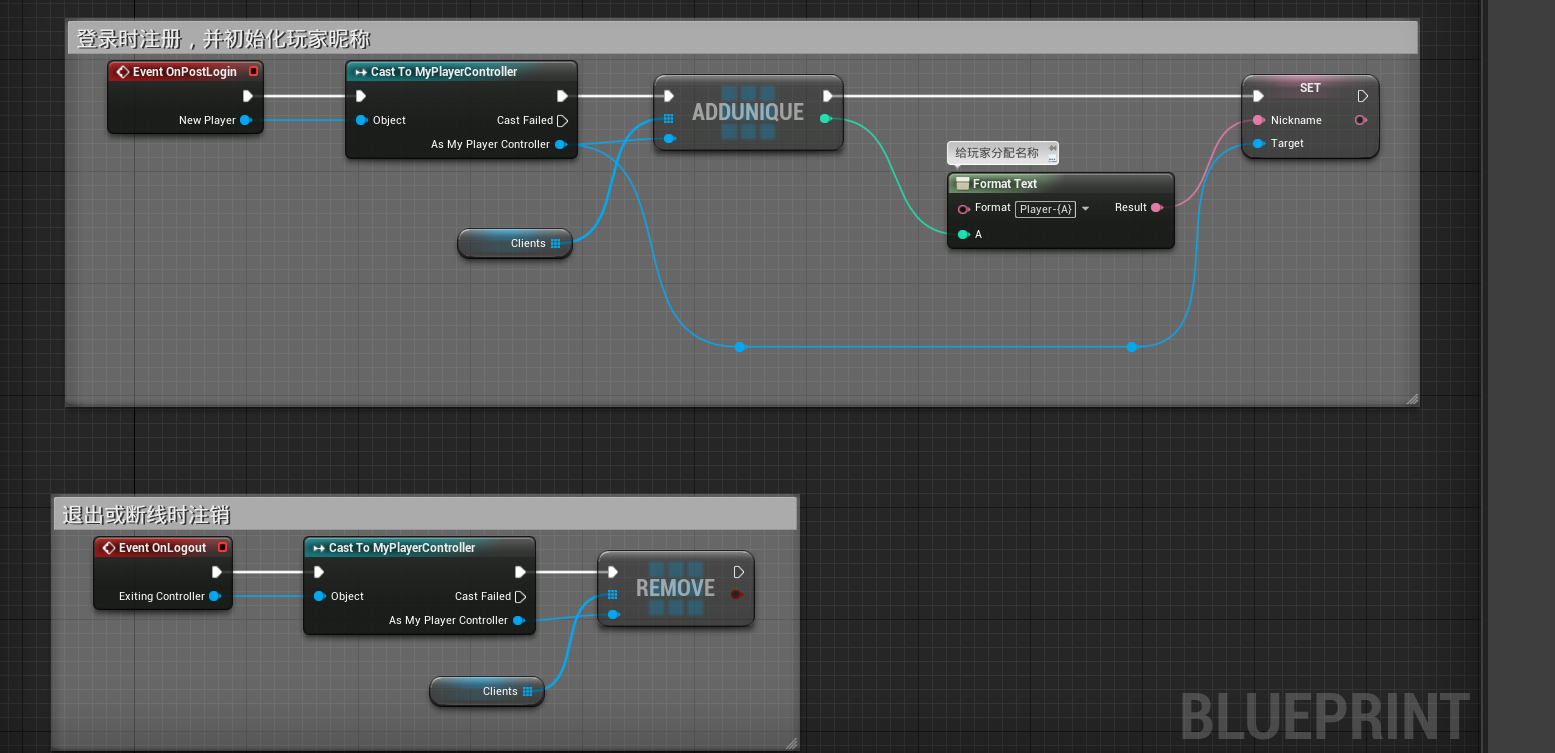 登录时注册，并初始化玩家昵称
Event OnPostLogin
New Player
Cast To MyPlayerController
Object
Cast Failed
As My Player Controller
ADDUNIQUE
Clients
给玩家分配名称
Format Text
Format Player-{A}
Result
A
SET
Nickname
Target
退出或断线时注销
Event OnLogout
Exiting Controller
Cast To MyPlayerController
Object
Cast Failed
As My Player Controller
REMOVE
Clients
BLUEPRINT